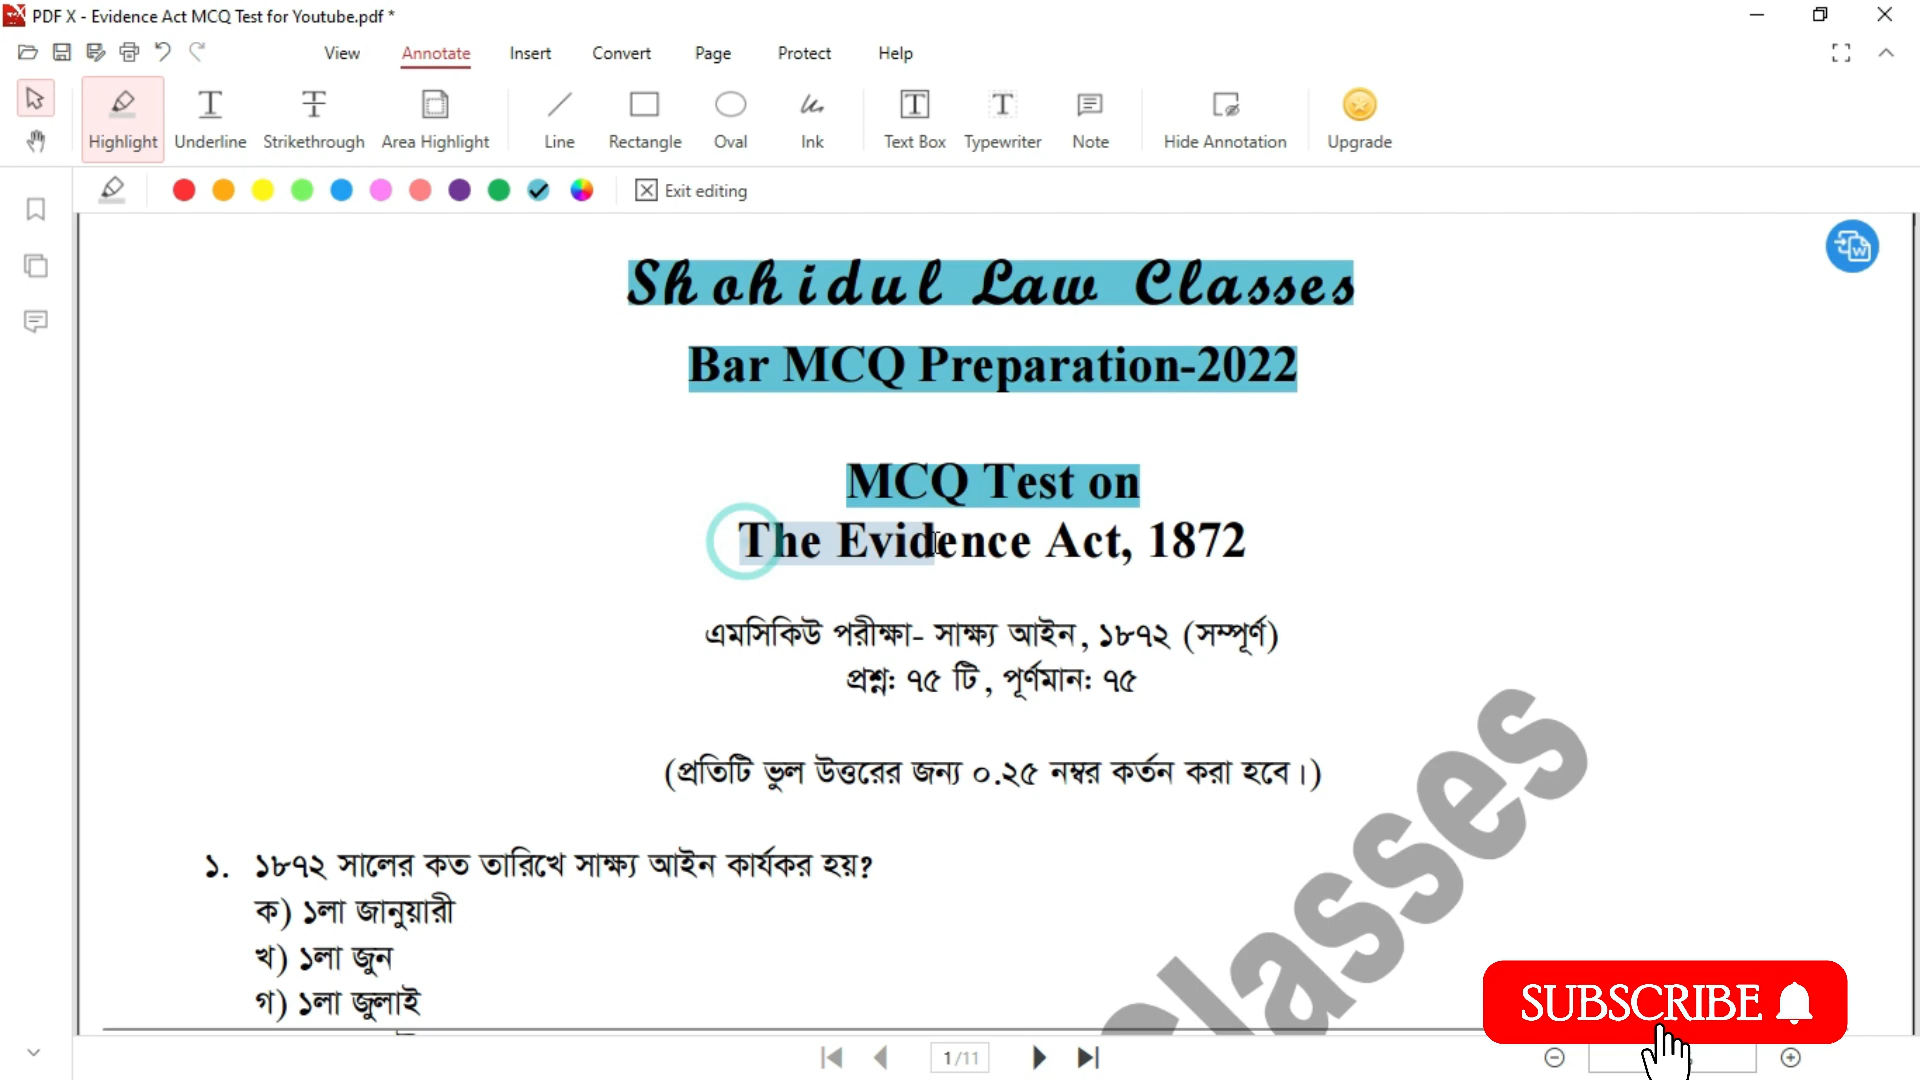 PDF X - Evidence Act MCQ Test for Youtube.pdf *
View Annotate Insert Convert Page Protect Help
Highlight Underline Strikethrough Area Highlight Line Rectangle Oval Ink Text Box Typewriter Note Hide Annotation Upgrade
Exit editing
Shohidul Law Classes
Bar MCQ Preparation-2022
MCQ Test on
The Evidence Act, 1872
এমসিকিউ পরীক্ষা- সাক্ষ্য আইন, ১৮৭২ (সম্পূর্ণ)
প্রশ্ন: ৭৫ টি, পূর্ণমান: ৭৫
(প্রতিটি ভুল উত্তরের জন্য ০.২৫ নম্বর কর্তন করা হবে।)
১. ১৮৭২ সালের কত তারিখে সাক্ষ্য আইন কার্যকর হয়?
ক) ১লা জানুয়ারী
খ) ১লা জুন
গ) ১লা জুলাই
Classes
SUBSCRIBE
1/11